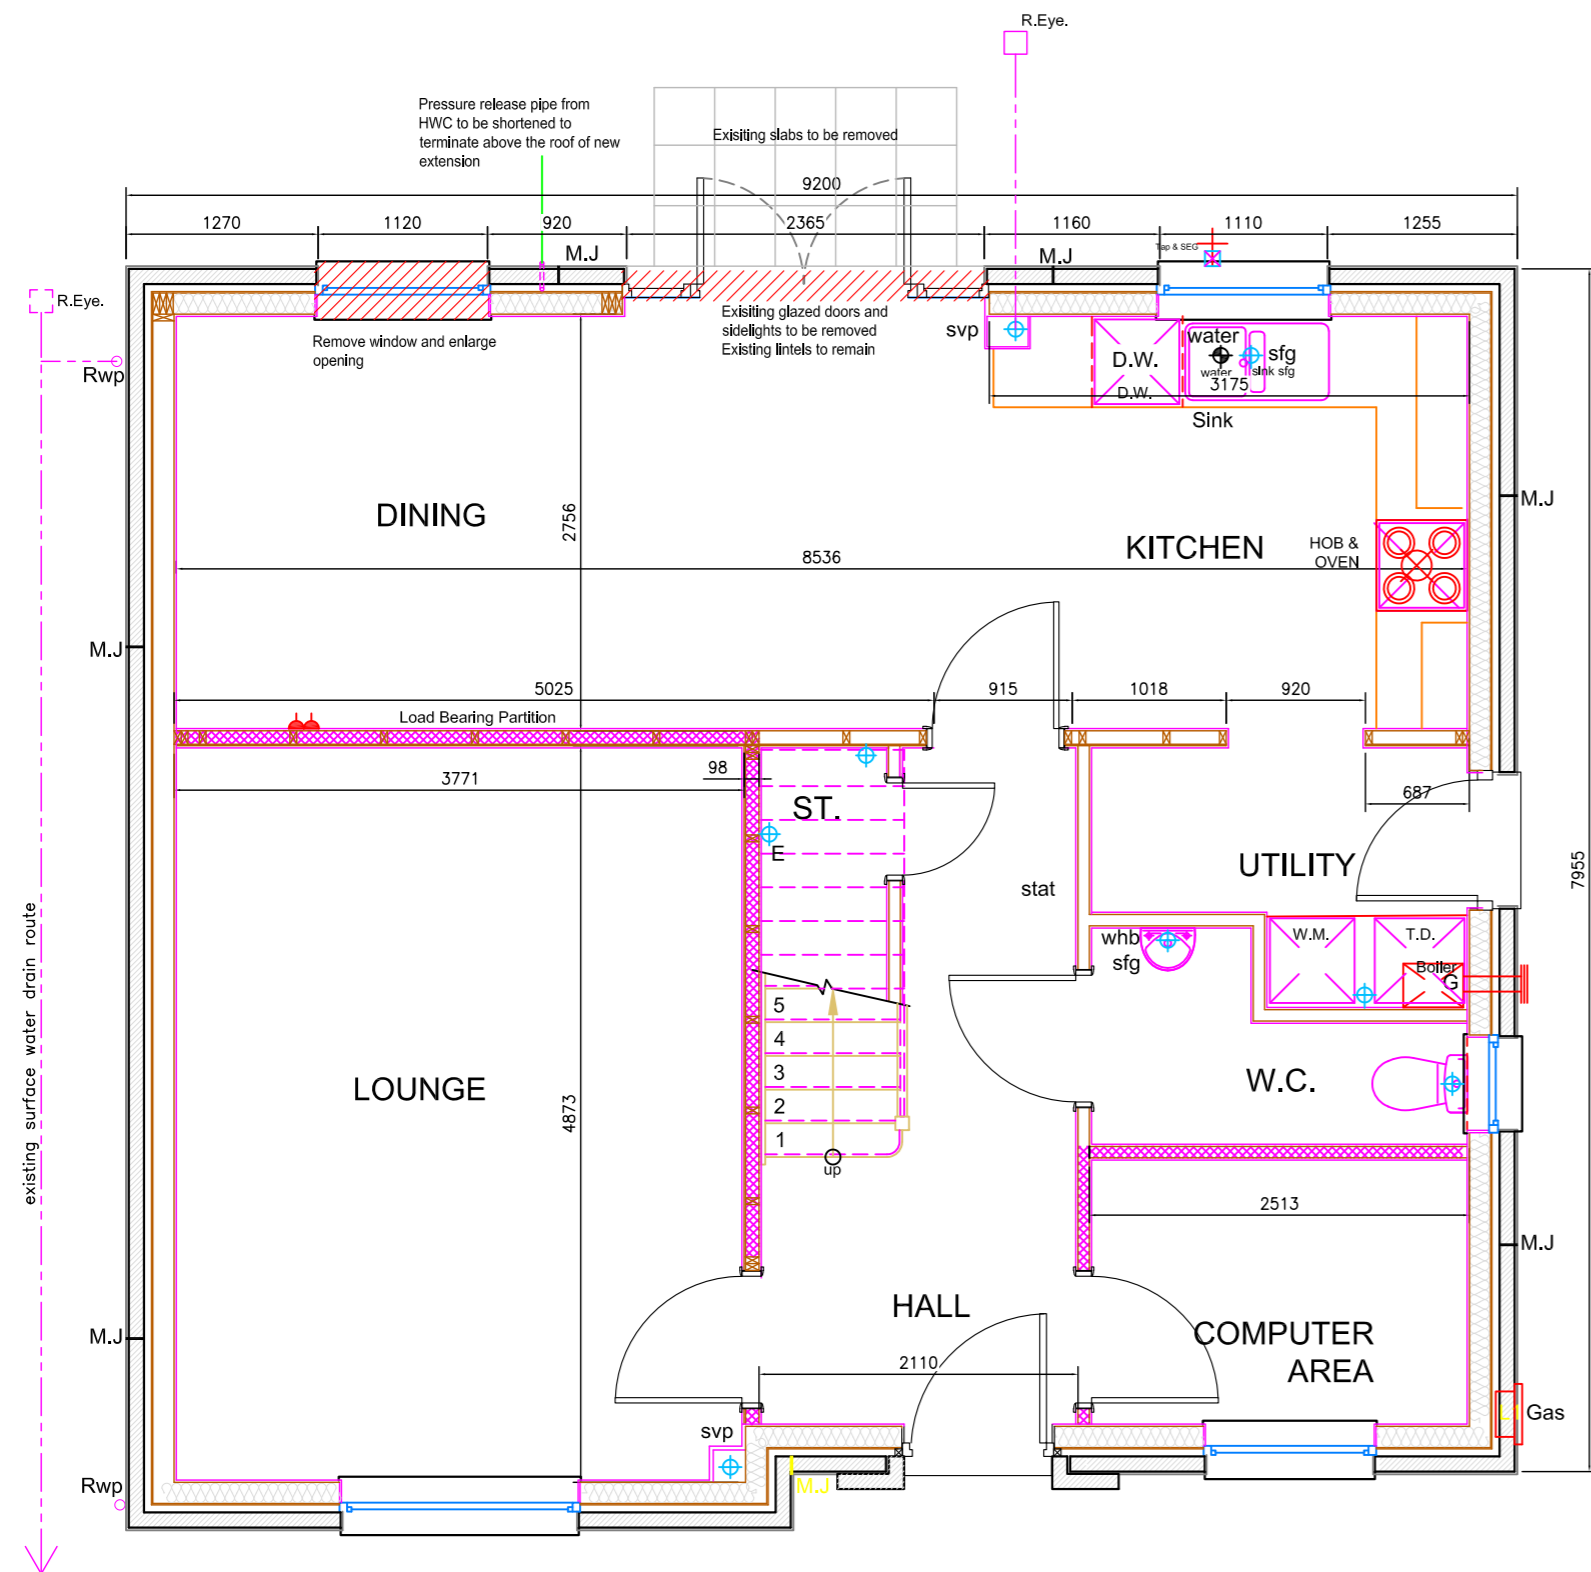 R.Eye.
Pressure release pipe from
HWC to be shortened to
terminate above the roof of new
extension
Exisiting slabs to be removed
9200
1270
1120
920
2365
1160
1110
1255
M.J
M.J
Tap & SEG
R.Eye.
Rwp
Remove window and enlarge
opening
Exisiting glazed doors and
sidelights to be removed
Existing lintels to remain
svp
D.W.
D.W.
water
water
sfg
sink sfg
3175
Sink
M.J
DINING
2756
KITCHEN
HOB &
OVEN
8536
M.J
5025
915
1018
920
Load Bearing Partition
3771
98
687
ST.
E
UTILITY
7955
stat
whb
sfg
W.M.
T.D.
Boiler
G
existing surface water drain route
5
4
3
2
1
up
LOUNGE
4873
W.C.
2513
M.J
HALL
M.J
COMPUTER
AREA
2110
Gas
svp
Rwp
M.J